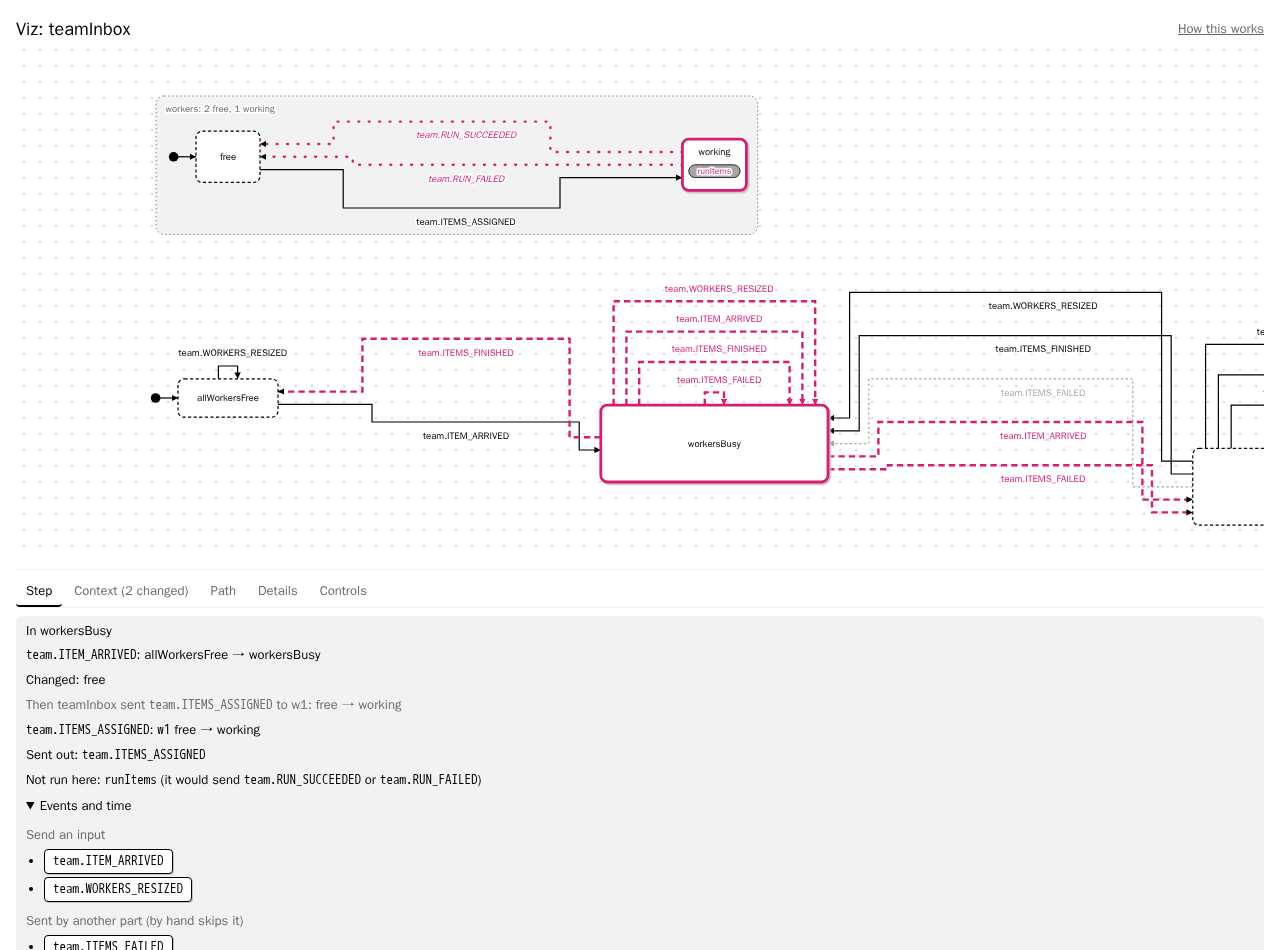 Viz: teamInbox
How this works
workers: 2 free, 1 working
team.RUN_SUCCEEDED
working
free
runItems
team.RUN_FAILED
team.ITEMS_ASSIGNED
team.WORKERS_RESIZED
team.WORKERS_RESIZED
team.ITEM_ARRIVED
team.ITEMS_FINISHED
team.WORKERS_RESIZED
team.ITEMS_FINISHED
team.ITEMS_FINISHED
team.ITEMS_FAILED
team.ITEMS_FAILED
allWorkersFree
team.ITEM_ARRIVED
team.ITEM_ARRIVED
workersBusy
team.ITEMS_FAILED
Step
Context (2 changed)
Path
Details
Controls
In workersBusy
team.ITEM_ARRIVED: allWorkersFree → workersBusy
Changed: free
Then teamInbox sent team.ITEMS_ASSIGNED to w1: free → working
team.ITEMS_ASSIGNED: w1 free → working
Sent out: team.ITEMS_ASSIGNED
Not run here: runItems (it would send team.RUN_SUCCEEDED or team.RUN_FAILED)
▼ Events and time
Send an input
• team.ITEM_ARRIVED
• team.WORKERS_RESIZED
Sent by another part (by hand skips it)
• team.ITEMS_FAILED